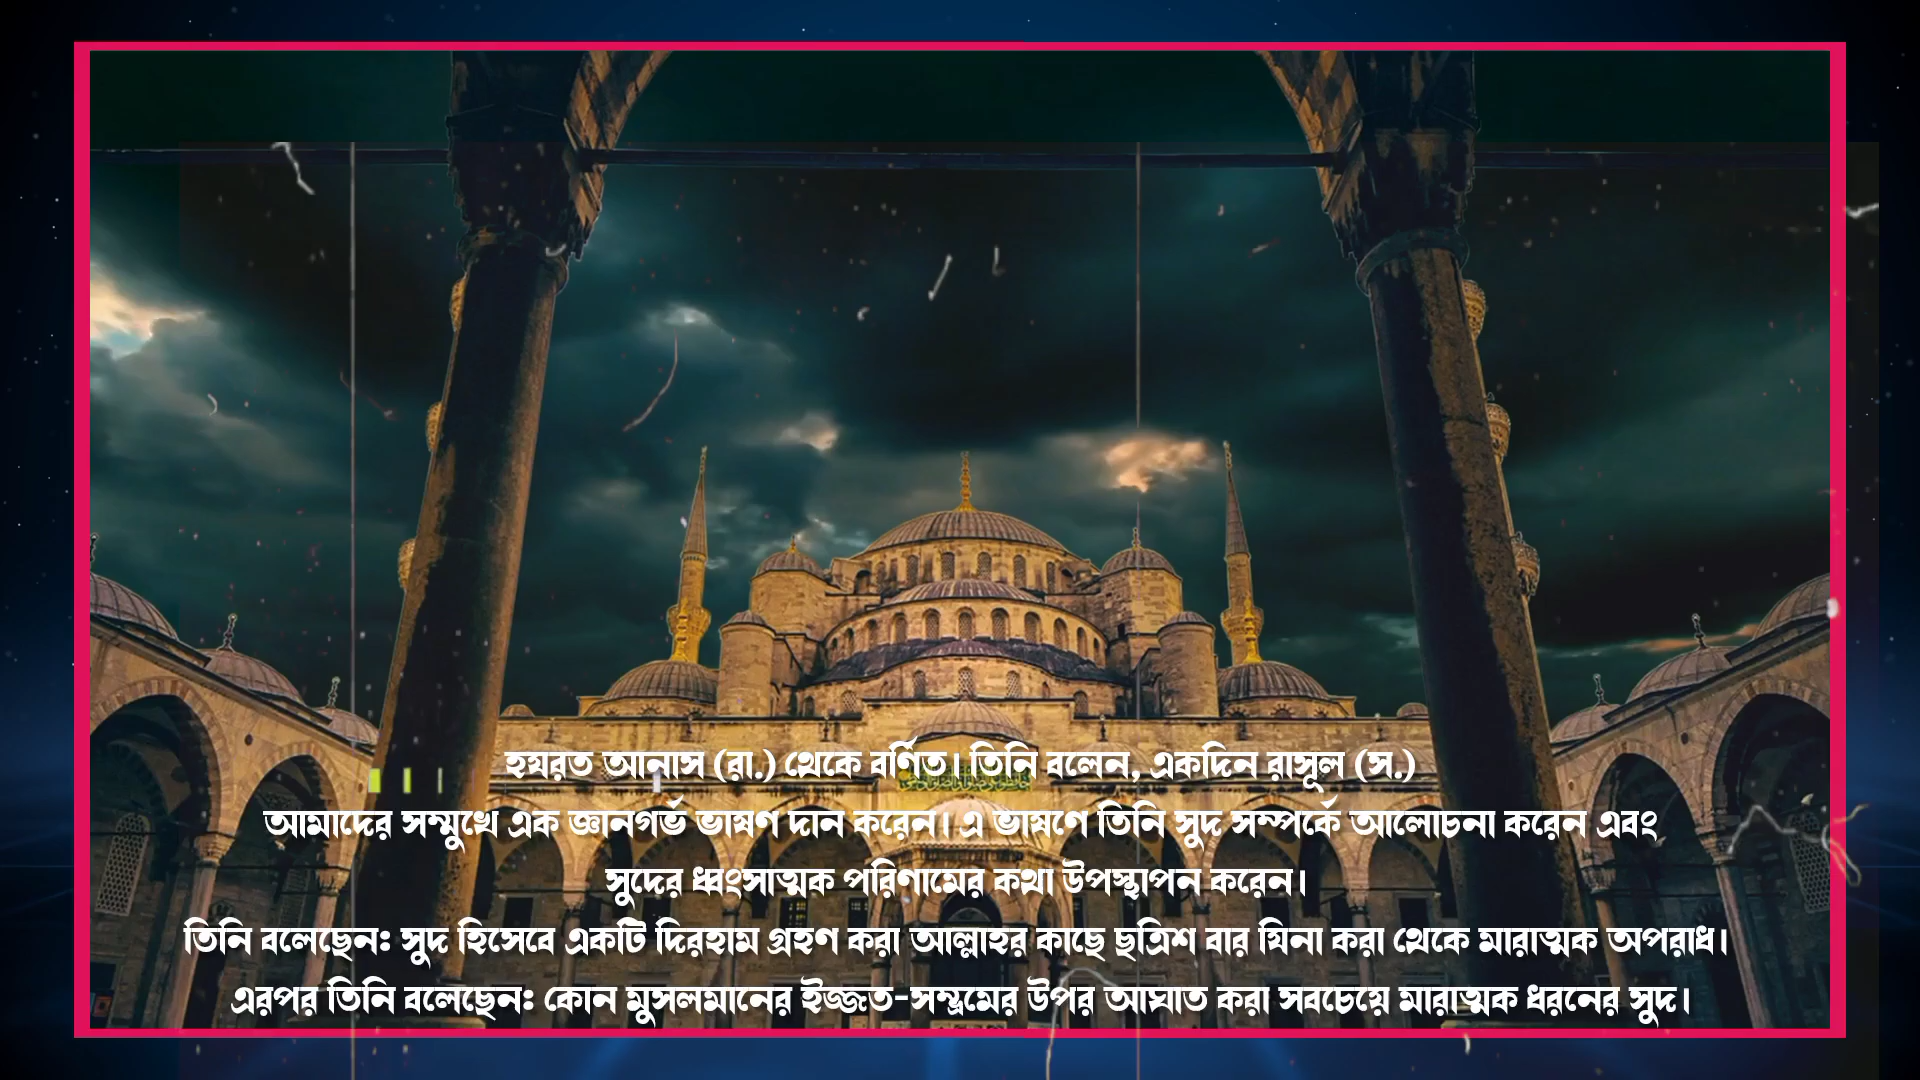 হযরত আনাস (রা.) থেকে বর্ণিত। তিনি বলেন, একদিন রাসূল (স.)
আমাদের সম্মুখে এক জ্ঞানগর্ভ ভাষণ দান করেন। এ ভাষণে তিনি সুদ সম্পর্কে আলোচনা করেন এবং
সুদের ধ্বংসাত্মক পরিণামের কথা উপস্থাপন করেন।
তিনি বলেছেন: সুদ হিসেবে একটি দিরহাম গ্রহণ করা আল্লাহর কাছে ছত্রিশ বার যিনা করা থেকে মারাত্মক অপরাধ।
এরপর তিনি বলেছেন: কোন মুসলমানের ইজ্জত-সম্ভ্রমের উপর আঘাত করা সবচেয়ে মারাত্মক ধরনের সুদ।